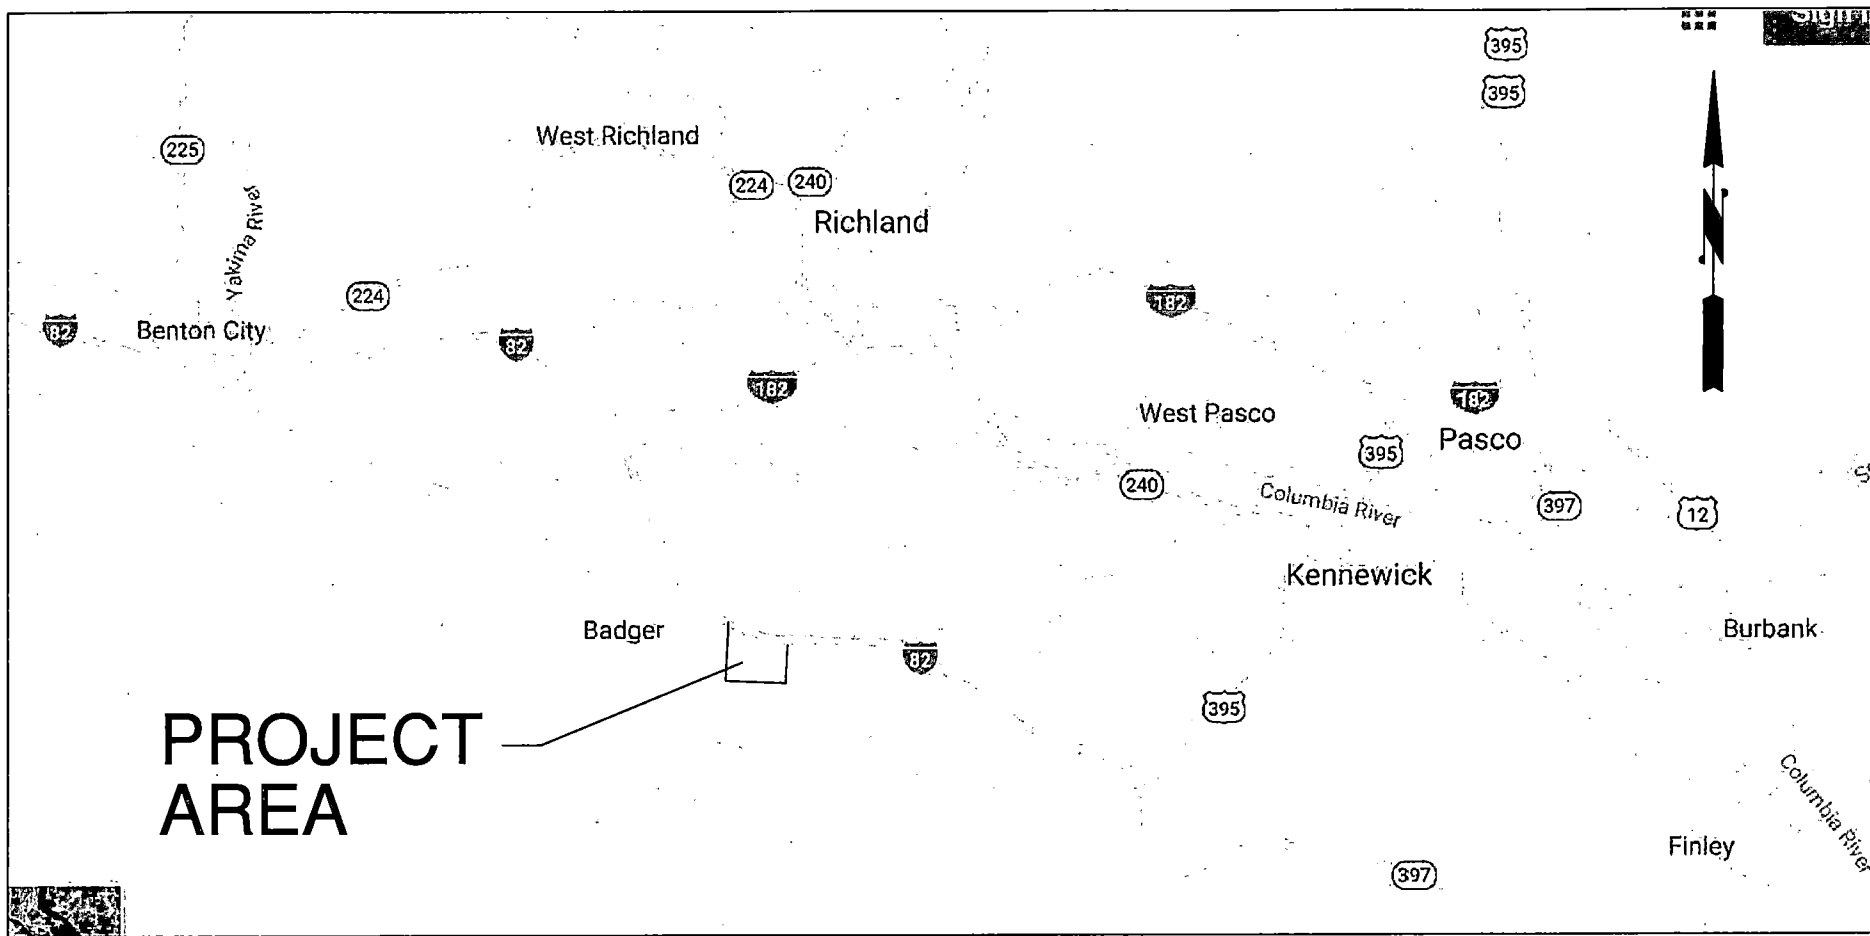 395
395
West Richland
225
224
240
Richland
Yakima River
224
182
82
Benton City
82
182
182
West Pasco
Pasco
395
240
Columbia River
397
12
Kennewick
Badger
Burbank
82
395
PROJECT
AREA
Columbia River
Finley
397
N